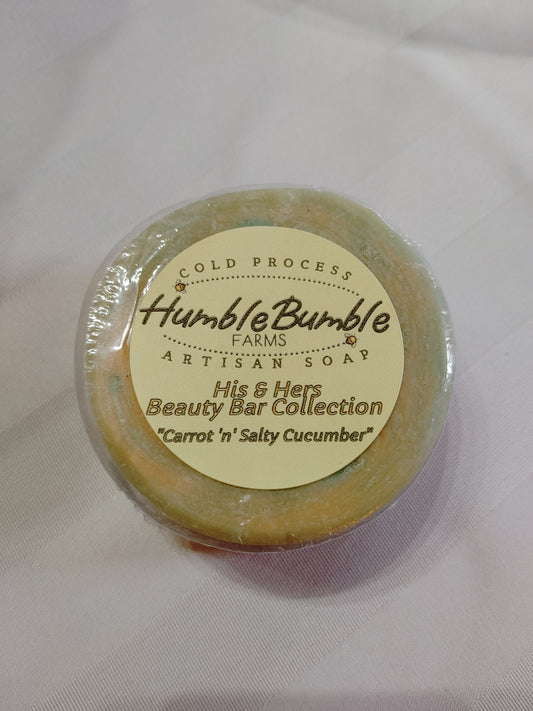 COLD PROCESS
HumbleBumble
FARMS
ARTISAN SOAP
His & Hers
Beauty Bar Collection
"Carrot 'n' Salty Cucumber"